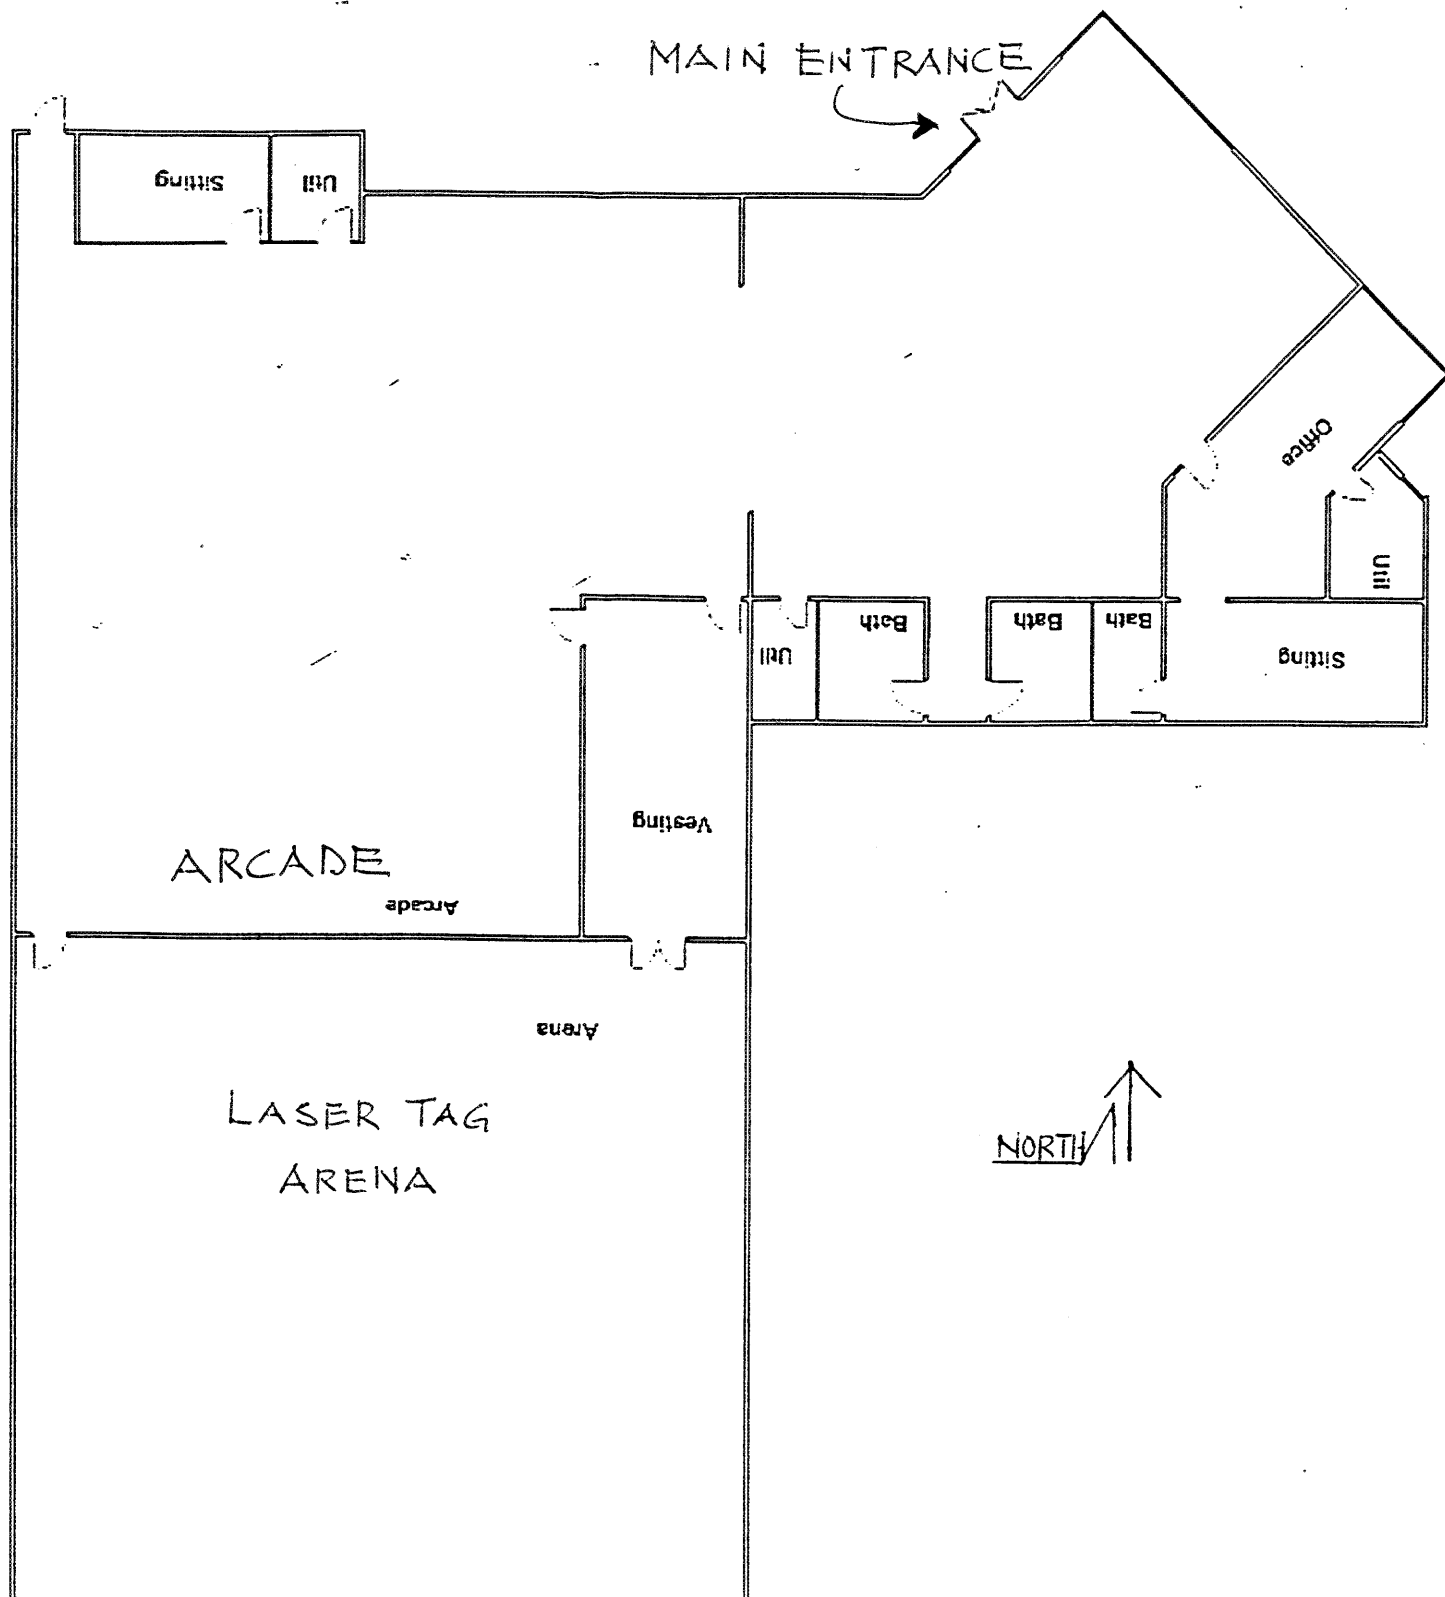 MAIN ENTRANCE
Sitting
Util
Office
Util
Bath
Bath
Bath
Util
Sitting
Vesting
ARCADE
Arcade
Arena
LASER TAG
ARENA
NORTH